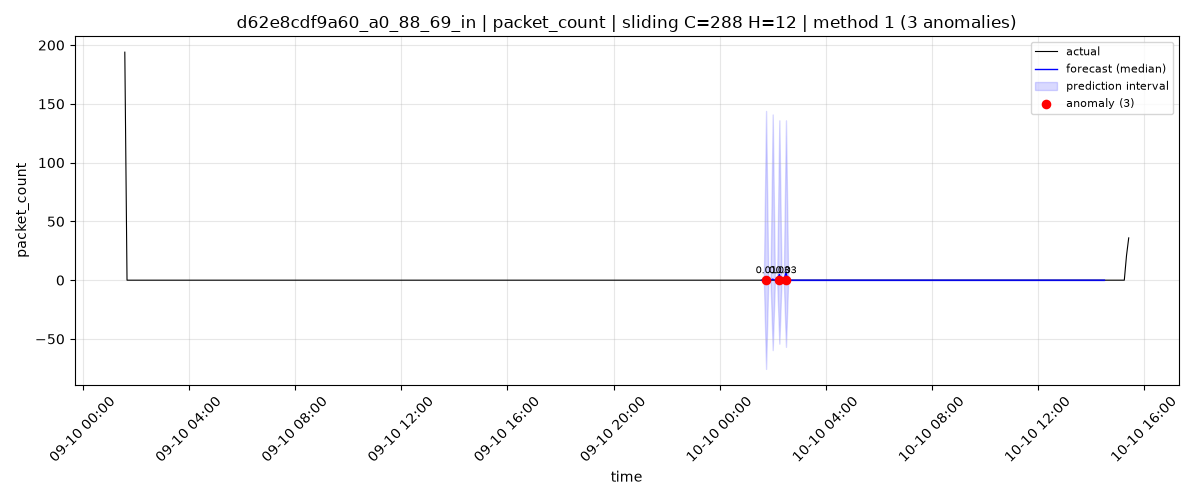 d62e8cdf9a60_a0_88_69_in | packet_count | sliding C=288 H=12 | method 1 (3 anomalies)
actual
forecast (median)
prediction interval
anomaly (3)
packet_count
200
150
100
50
0
−50
09-10 00:00
09-10 04:00
09-10 08:00
09-10 12:00
09-10 16:00
09-10 20:00
10-10 00:00
10-10 04:00
10-10 08:00
10-10 12:00
10-10 16:00
time